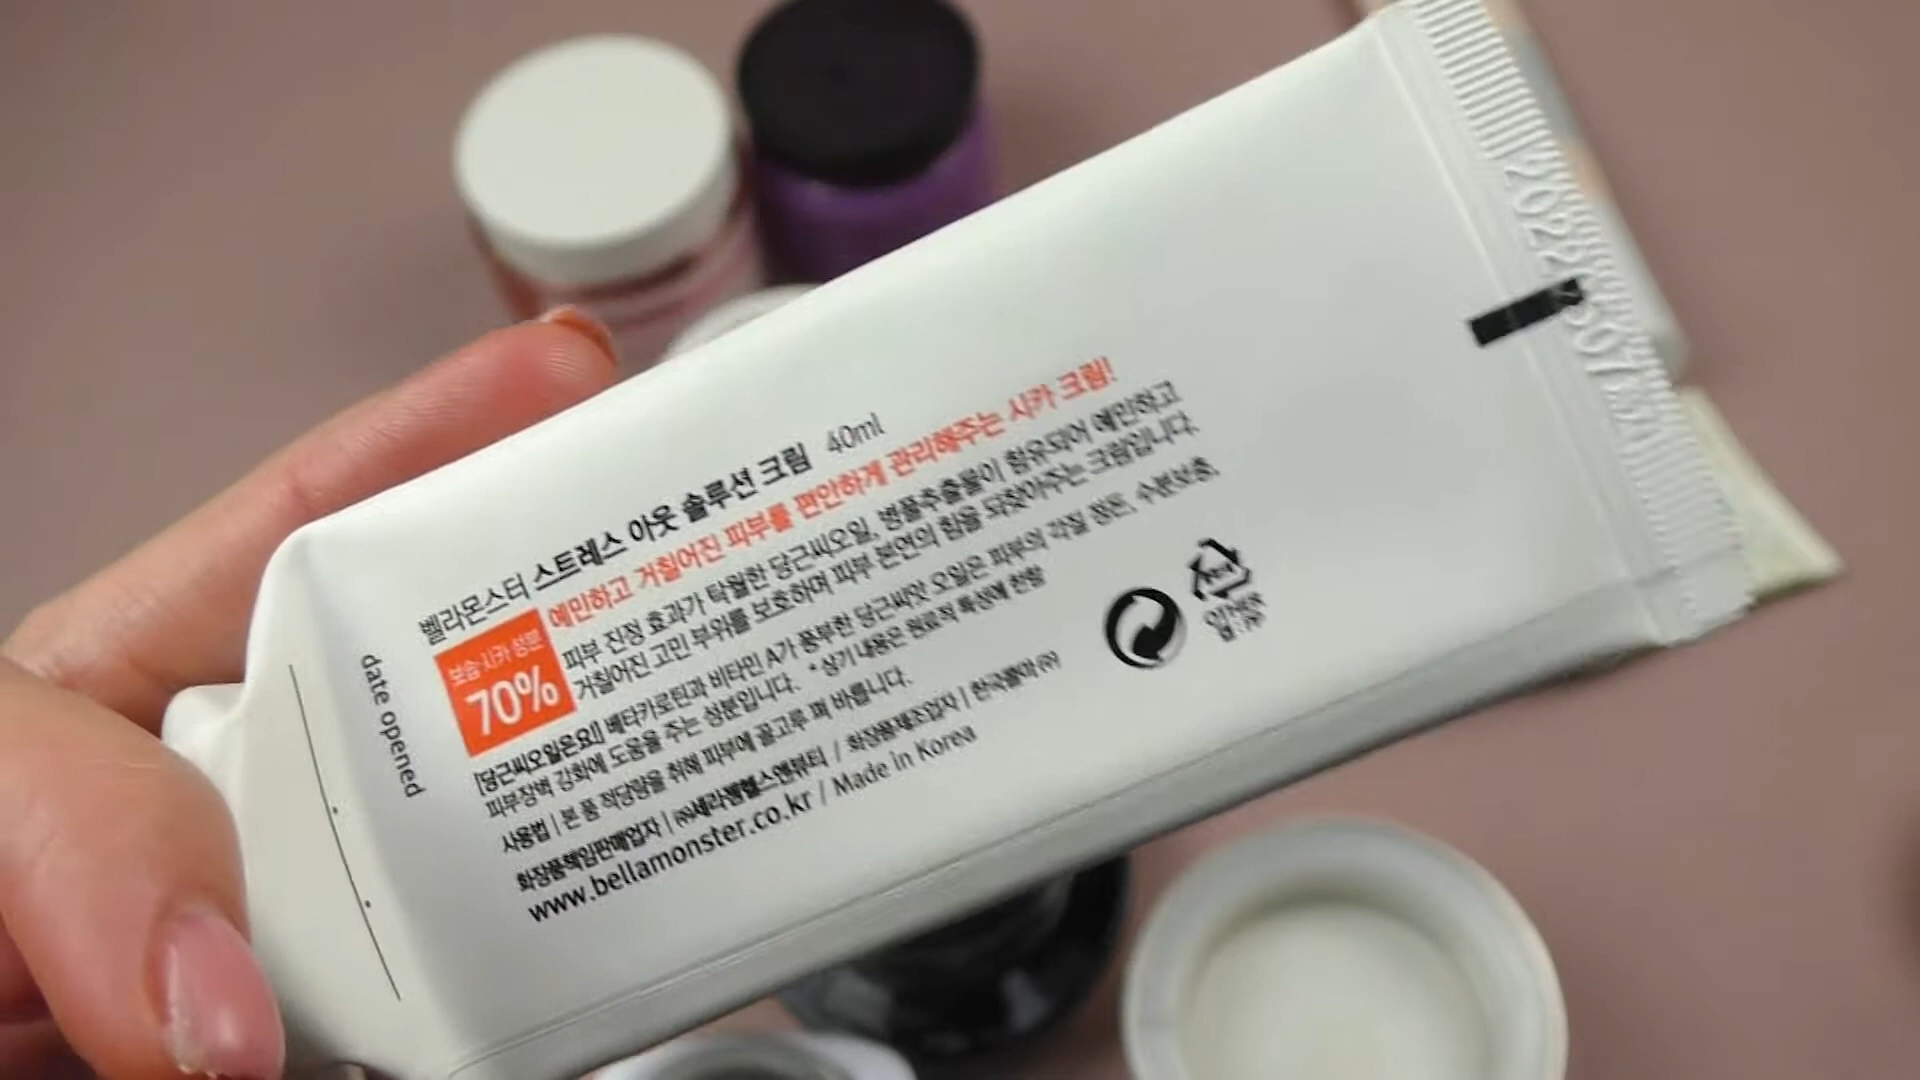 벨라몬스터 스트레스 아웃 솔루션 크림 40ml
예민하고 거칠어진 피부를 편안하게 관리해주는 시카 크림!
보습·시카 성분
70%
피부 진정 효과가 탁월한 당근씨오일, 병풀추출물이 함유되어 예민하고
거칠어진 고민 부위를 보호하며 피부 본연의 힘을 되찾아주는 크림입니다.
[당근씨오일은요!] 베타카로틴과 비타민 A가 풍부한 당근씨앗 오일은 피부의 각질 정돈, 수분보충,
피부장벽 강화에 도움을 주는 성분입니다. *상기 내용은 원료적 특성에 한함
사용법 | 본 품 적당량을 취해 피부에 골고루 펴 바릅니다.
화장품책임판매업자 | ㈜세라젬헬스앤뷰티 / 화장품제조업자 | 한국콜마㈜
www.bellamonster.co.kr / Made in Korea
date opened